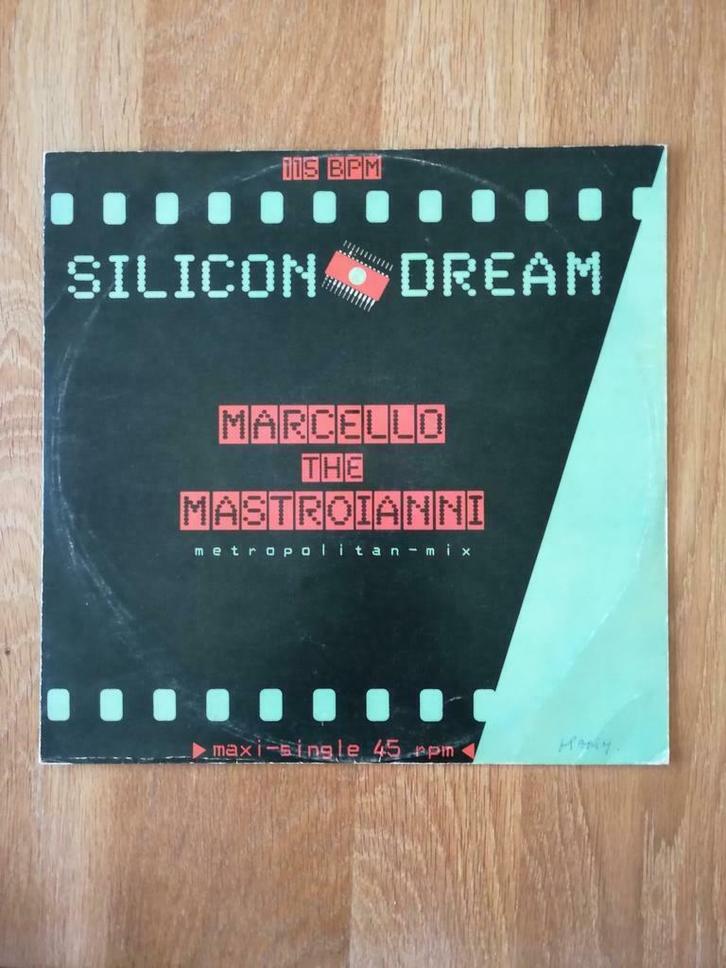 115 BPM
SILICON DREAM
MARCELLO
THE
MASTROIANNI
metropolitan-mix
maxi-single 45 rpm